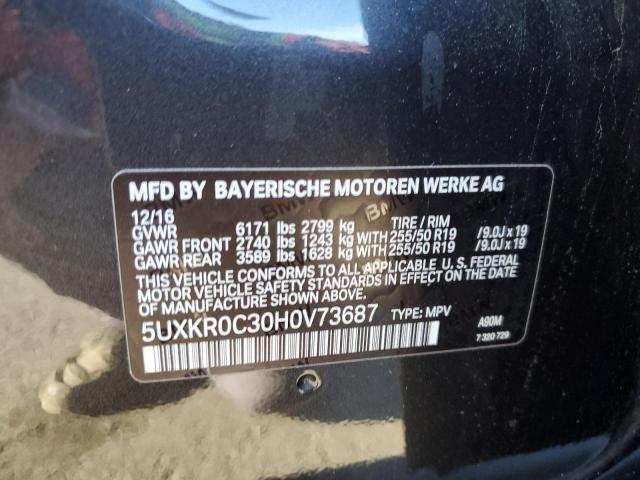 MFD BY BAYERISCHE MOTOREN WERKE AG
12/16
GVWR 6171 lbs 2799 kg TIRE / RIM
GAWR FRONT 2740 lbs 1243 kg WITH 255/50 R19 /9.0J x 19
GAWR REAR 3589 lbs 1628 kg WITH 255/50 R19 /9.0J x 19
THIS VEHICLE CONFORMS TO ALL APPLICABLE U.S. FEDERAL
MOTOR VEHICLE SAFETY STANDARDS IN EFFECT ON THE
DATE OF MANUFACTURE SHOWN ABOVE.
5UXKR0C30H0V73687 TYPE: MPV A90M
7 320 729